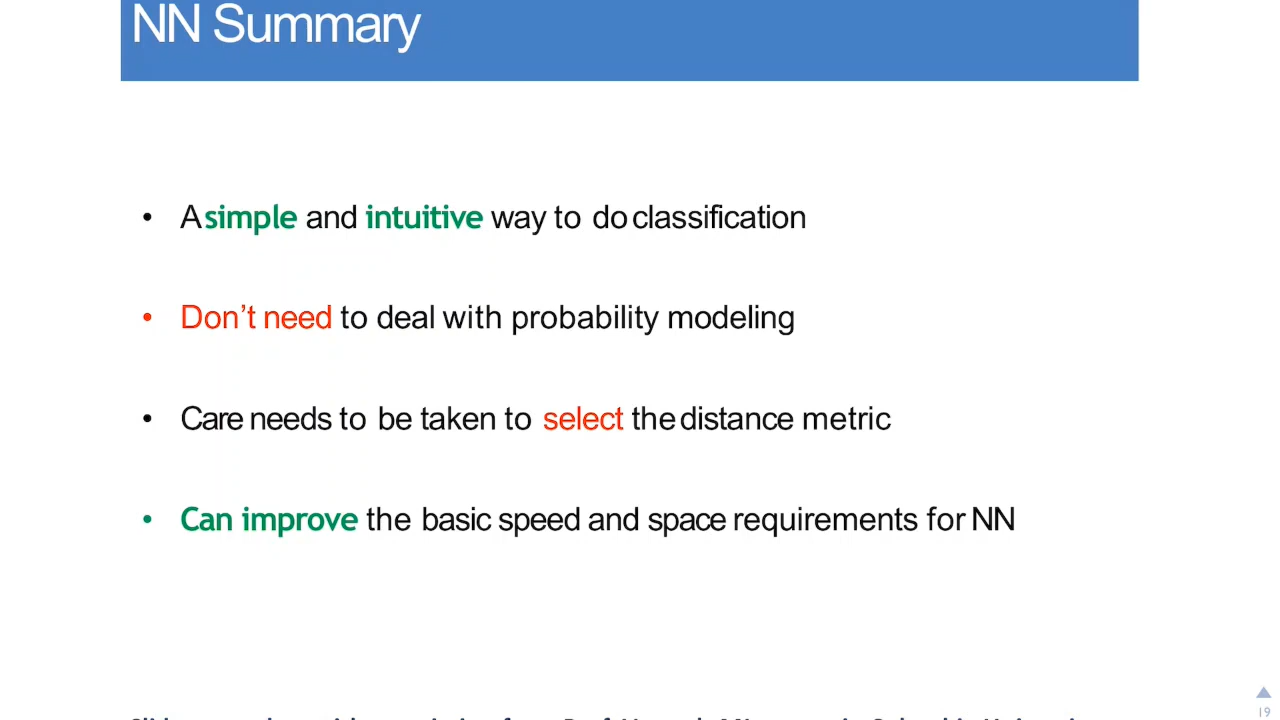 NN Summary
• A simple and intuitive way to do classification
• Don’t need to deal with probability modeling
• Care needs to be taken to select the distance metric
• Can improve the basic speed and space requirements for NN
19